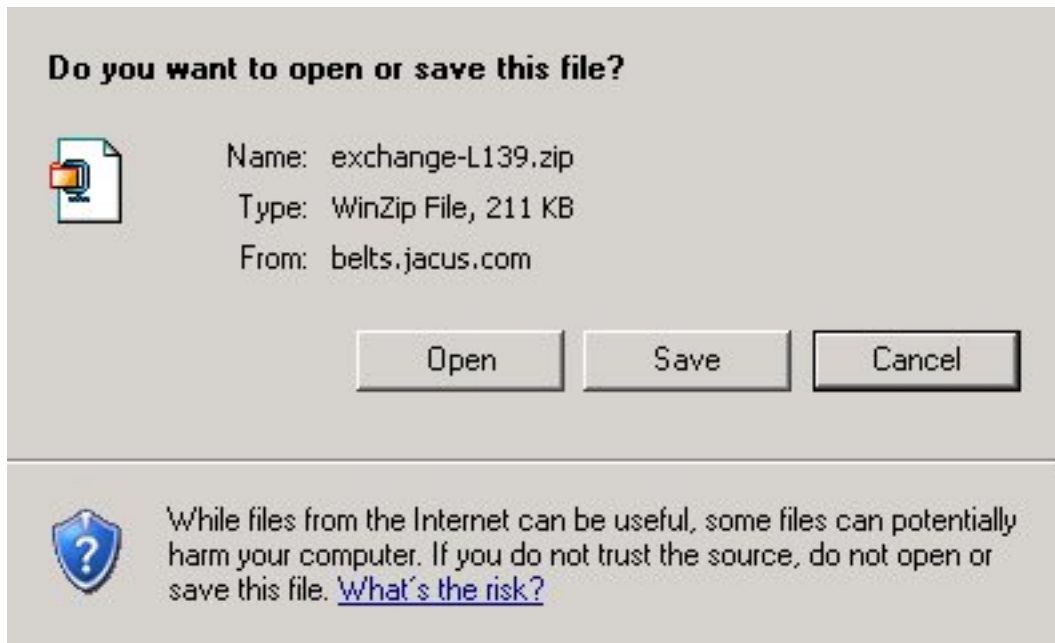 Do you want to open or save this file?
Name: exchange-L139.zip
Type: WinZip File, 211 KB
From: belts.jacus.com
Open Save Cancel
While files from the Internet can be useful, some files can potentially
harm your computer. If you do not trust the source, do not open or
save this file. What´s the risk?